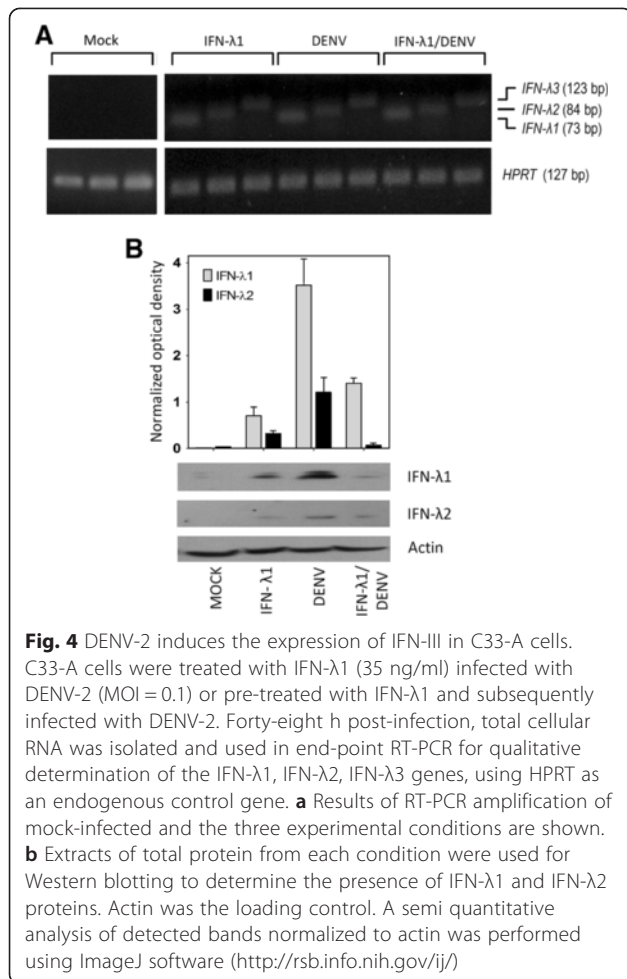 A
Mock
IFN-λ1
DENV
IFN-λ1/DENV
IFN-λ3 (123 bp)
IFN-λ2 (84 bp)
IFN-λ1 (73 bp)
HPRT (127 bp)
B
Normalized optical density
4
3
2
1
0
IFN-λ.1
IFN-λ2
IFN-λ1
IFN-λ2
Actin
MOCK
IFN- λ1
DENV
IFN-λ1/
DENV
Fig. 4 DENV-2 induces the expression of IFN-III in C33-A cells.
C33-A cells were treated with IFN-λ1 (35 ng/ml) infected with
DENV-2 (MOI = 0.1) or pre-treated with IFN-λ1 and subsequently
infected with DENV-2. Forty-eight h post-infection, total cellular
RNA was isolated and used in end-point RT-PCR for qualitative
determination of the IFN-λ1, IFN-λ2, IFN-λ3 genes, using HPRT as
an endogenous control gene. a Results of RT-PCR amplification of
mock-infected and the three experimental conditions are shown.
b Extracts of total protein from each condition were used for
Western blotting to determine the presence of IFN-λ1 and IFN-λ2
proteins. Actin was the loading control. A semi quantitative
analysis of detected bands normalized to actin was performed
using ImageJ software (http://rsb.info.nih.gov/ij/)